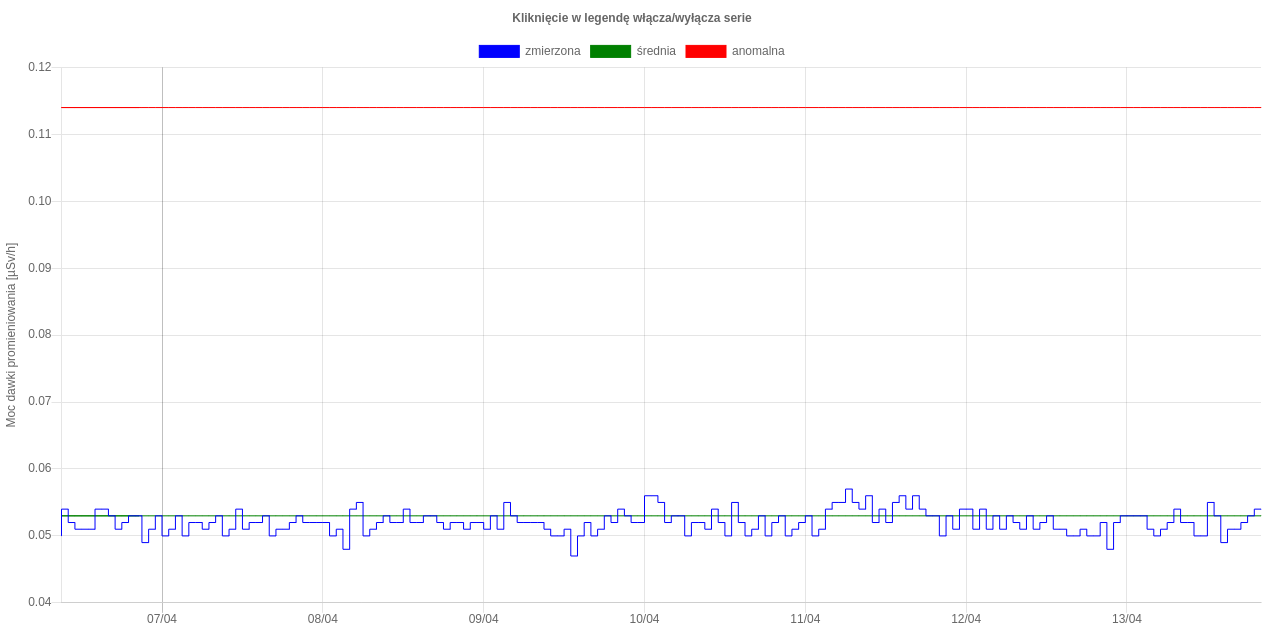 Kliknięcie w legendę włącza/wyłącza serie
zmierzona średnia anomalna
0.12
0.11
0.10
0.09
0.08
0.07
0.06
0.05
0.04
Moc dawki promieniowania [µSv/h]
07/04 08/04 09/04 10/04 11/04 12/04 13/04